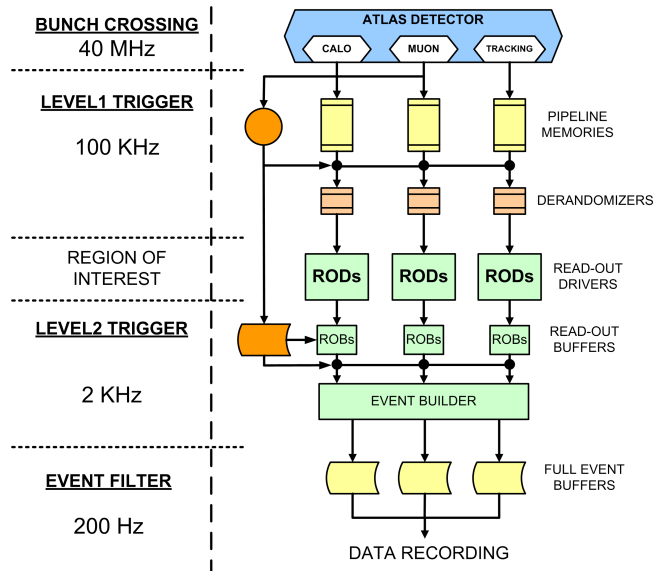 BUNCH CROSSING
40 MHz
ATLAS DETECTOR
CALO
MUON
TRACKING
LEVEL1 TRIGGER
100 KHz
PIPELINE
MEMORIES
DERANDOMIZERS
REGION OF
INTEREST
RODs
RODs
RODs
READ-OUT
DRIVERS
LEVEL2 TRIGGER
2 KHz
ROBs
ROBs
ROBs
READ-OUT
BUFFERS
EVENT BUILDER
EVENT FILTER
200 Hz
FULL EVENT
BUFFERS
DATA RECORDING